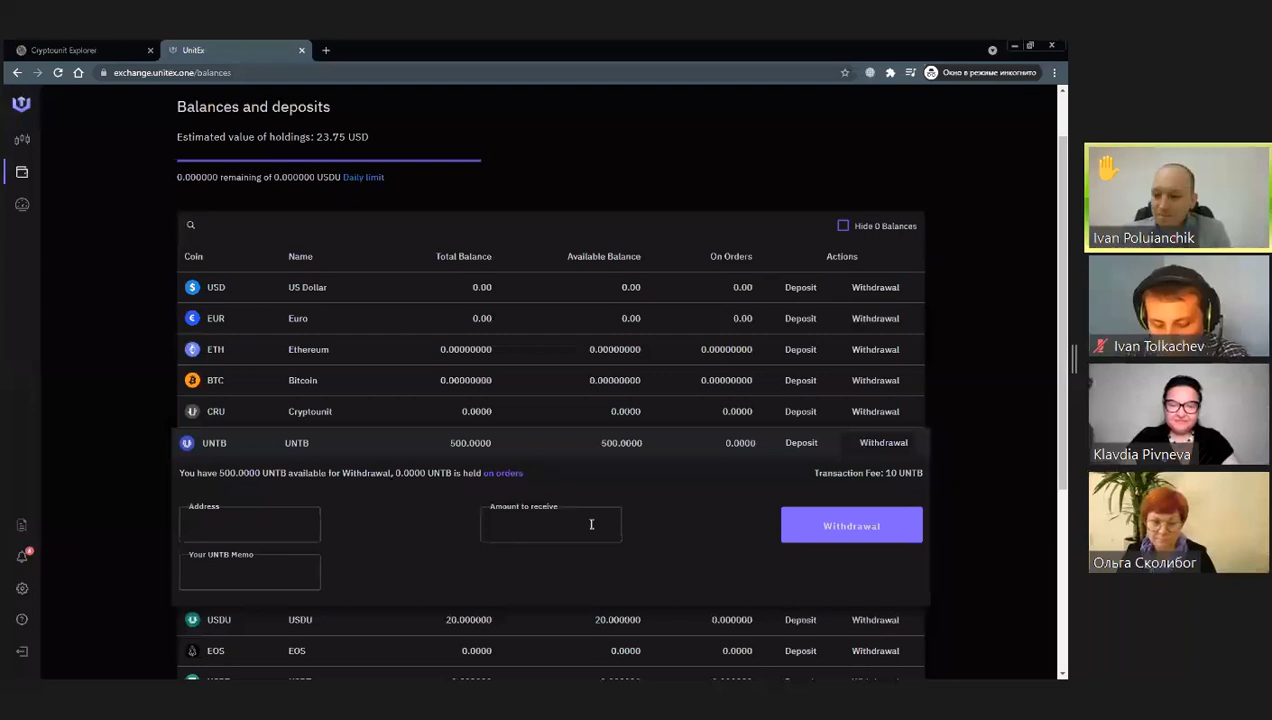 Cryptounit Explorer
UnitEx
exchange.unitex.one/balances
Окно в режиме инкогнито
Balances and deposits
Estimated value of holdings: 23.75 USD
0.000000 remaining of 0.000000 USDU Daily limit
Hide 0 Balances
Coin Name Total Balance Available Balance On Orders Actions
USD US Dollar 0.00 0.00 0.00 Deposit Withdrawal
EUR Euro 0.00 0.00 0.00 Deposit Withdrawal
ETH Ethereum 0.00000000 0.00000000 0.00000000 Deposit Withdrawal
BTC Bitcoin 0.00000000 0.00000000 0.00000000 Deposit Withdrawal
CRU Cryptounit 0.0000 0.0000 0.0000 Deposit Withdrawal
UNTB UNTB 500.0000 500.0000 0.0000 Deposit Withdrawal
You have 500.0000 UNTB available for Withdrawal, 0.0000 UNTB is held on orders Transaction Fee: 10 UNTB
Address Amount to receive
Withdrawal
Your UNTB Memo
USDU USDU 20.000000 20.000000 0.000000 Deposit Withdrawal
EOS EOS 0.0000 0.0000 0.0000 Deposit Withdrawal
Ivan Poluianchik
Ivan Tolkachev
Klavdia Pivneva
Ольга Сколибог